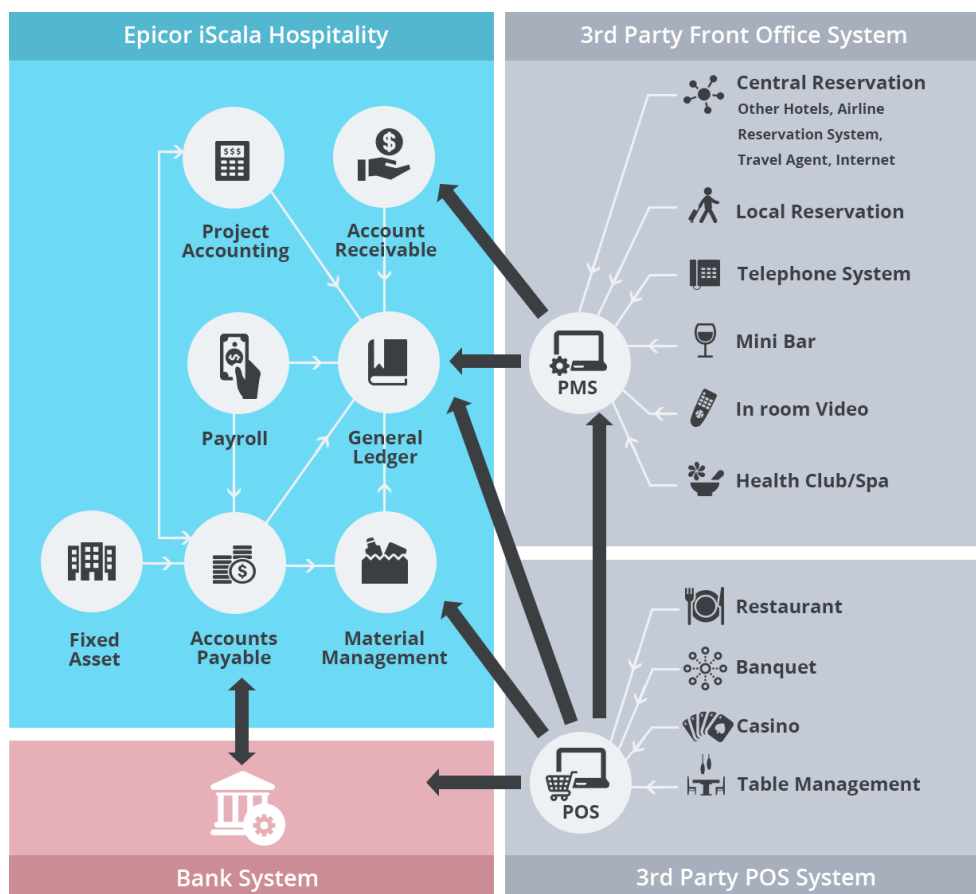 Epicor iScala Hospitality
Project
Accounting
Account
Receivable
Payroll
General
Ledger
Fixed
Asset
Accounts
Payable
Material
Management
Bank System
3rd Party Front Office System
Central Reservation
Other Hotels, Airline
Reservation System,
Travel Agent, Internet
Local Reservation
Telephone System
Mini Bar
In room Video
Health Club/Spa
PMS
Restaurant
Banquet
Casino
Table Management
POS
3rd Party POS System
$$$
$
$
$